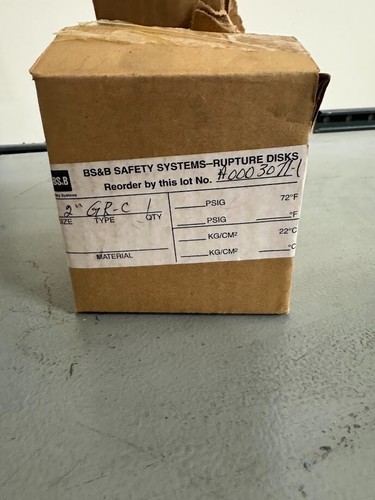 BS&B SAFETY SYSTEMS—RUPTURE DISKS
BS.B
Reorder by this lot No. A0003071-1
2" GR-C 1
SIZE TYPE QTY
MATERIAL
PSIG 72°F
PSIG °F
KG/CM² 22°C
KG/CM² °C